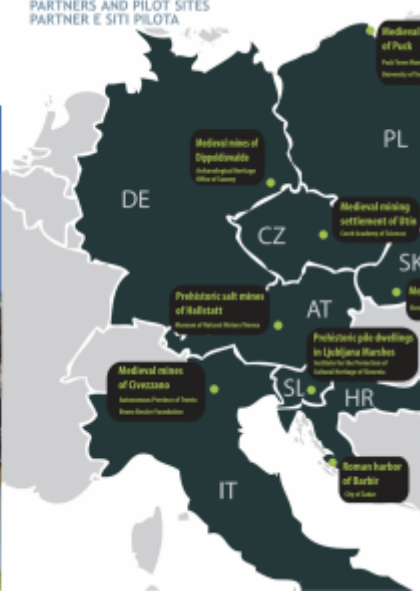 PARTNERS AND PILOT SITES
PARTNER E SITI PILOTA
Medieval
of Puck
PL
Medieval mines of
Dippoldiswalde
Archaeological Heritage
Office of Saxony
DE
Medieval mining
settlement of Utín
Czech Academy of Sciences
CZ
SK
Prehistoric salt mines
of Hallstatt
Museum of Natural History Vienna
AT
Prehistoric pile dwellings
in Ljubljana Marshes
Institute for the Protection of
Cultural Heritage of Slovenia
Medieval mines
of Civezzano
Autonomous Province of Trento
Bruno Kessler Foundation
SL
HR
Roman harbor
of Barbir
City of Zadar
IT